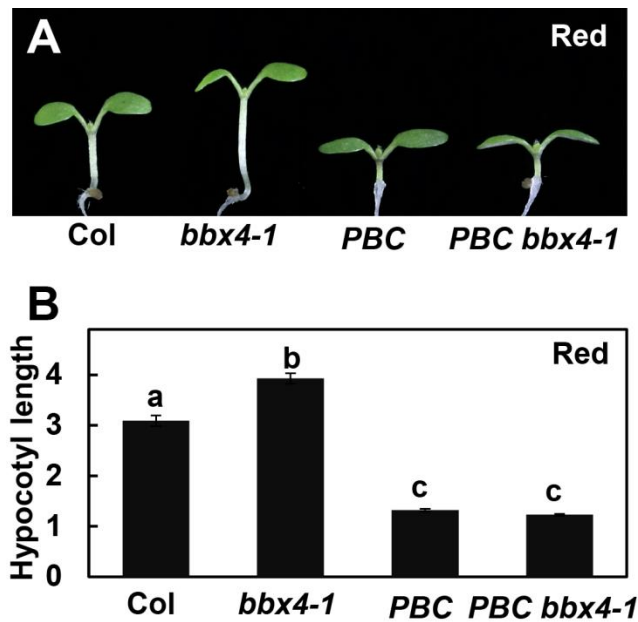 A
Red
Col bbx4-1 PBC PBC bbx4-1
B
Red
Hypocotyl length
4
3
2
1
0
a
b
c
c
Col bbx4-1 PBC PBC bbx4-1